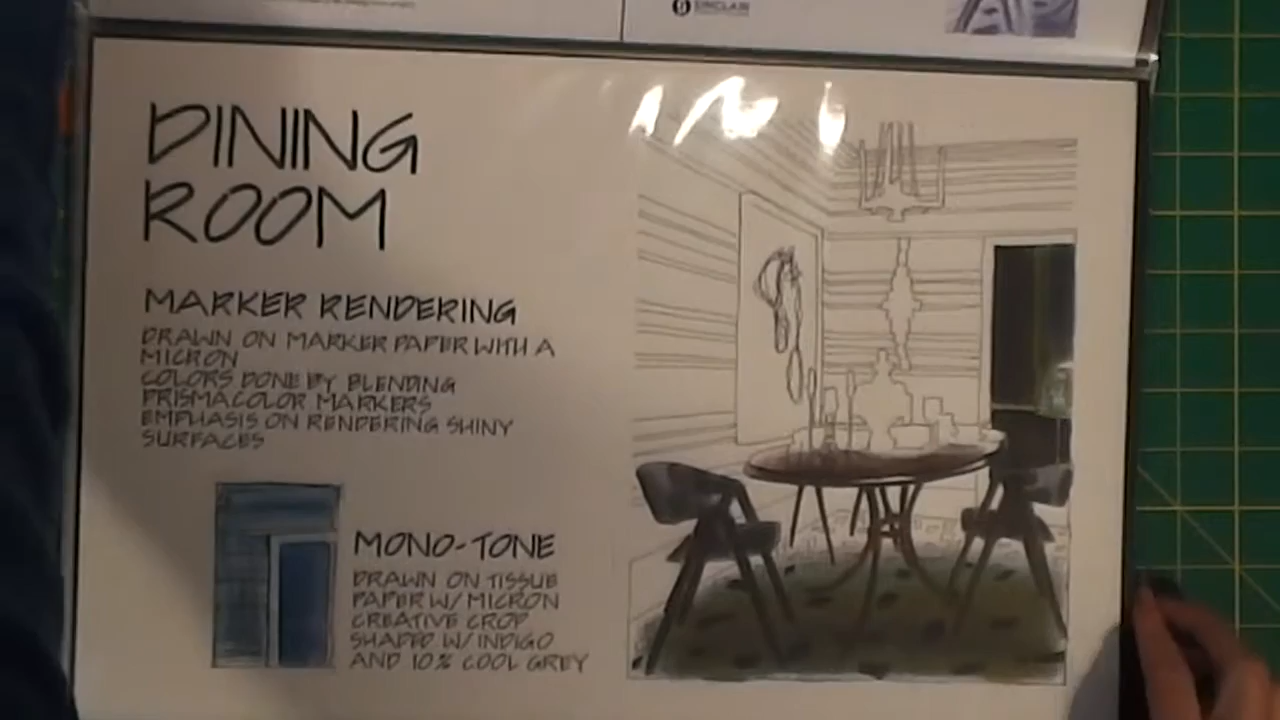 SINCLAIR
DINING
ROOM
MARKER RENDERING
DRAWN ON MARKER PAPER WITH A
MICRON
COLORS DONE BY BLENDING
PRISMACOLOR MARKERS
EMPHASIS ON RENDERING SHINY
SURFACES
MONO-TONE
DRAWN ON TISSUE
PAPER W/ MICRON
CREATIVE CROP
SHADED W/ INDIGO
AND 10% COOL GREY